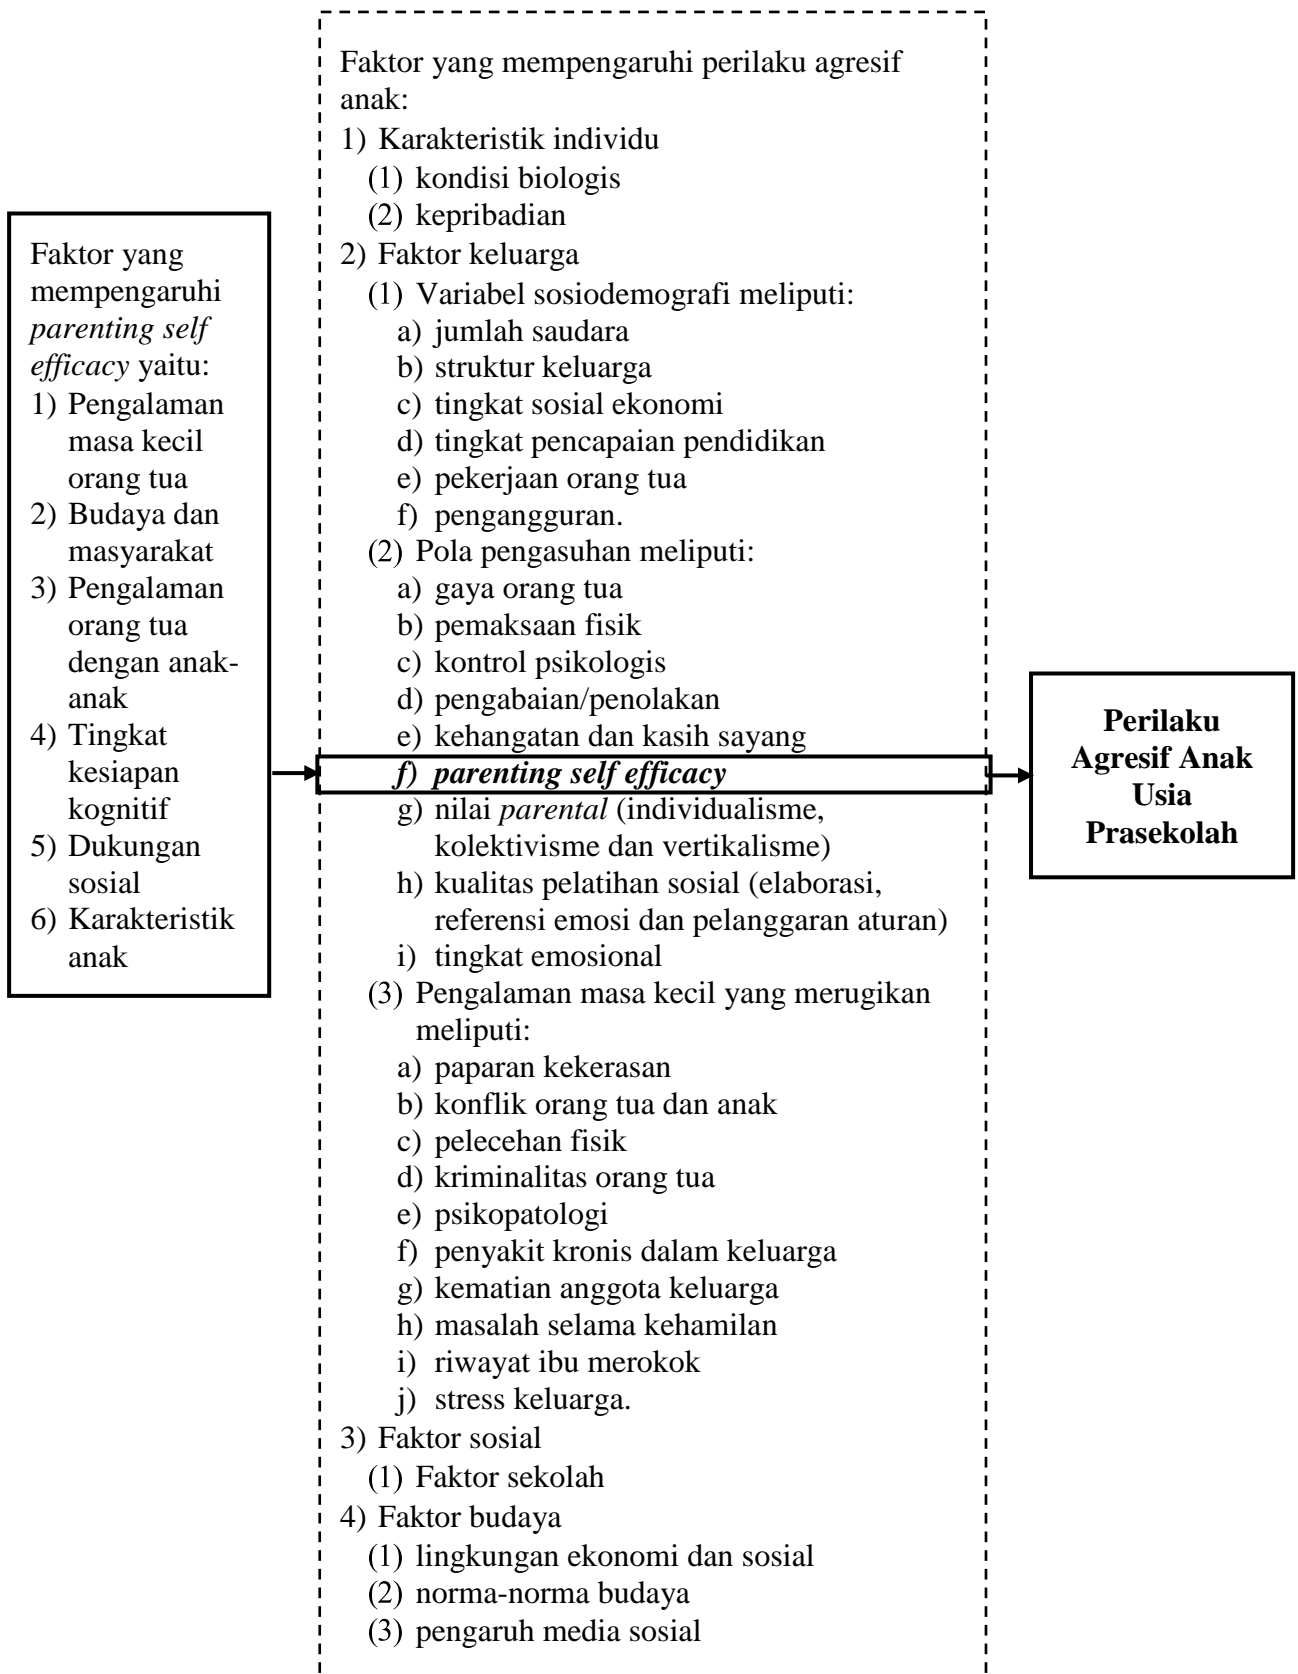 Faktor yang
mempengaruhi
parenting self
efficacy yaitu:
1) Pengalaman
masa kecil
orang tua
2) Budaya dan
masyarakat
3) Pengalaman
orang tua
dengan anak-
anak
4) Tingkat
kesiapan
kognitif
5) Dukungan
sosial
6) Karakteristik
anak
Faktor yang mempengaruhi perilaku agresif
anak:
1) Karakteristik individu
(1) kondisi biologis
(2) kepribadian
2) Faktor keluarga
(1) Variabel sosiodemografi meliputi:
a) jumlah saudara
b) struktur keluarga
c) tingkat sosial ekonomi
d) tingkat pencapaian pendidikan
e) pekerjaan orang tua
f) pengangguran.
(2) Pola pengasuhan meliputi:
a) gaya orang tua
b) pemaksaan fisik
c) kontrol psikologis
d) pengabaian/penolakan
e) kehangatan dan kasih sayang
f) parenting self efficacy
g) nilai parental (individualisme,
kolektivisme dan vertikalisme)
h) kualitas pelatihan sosial (elaborasi,
referensi emosi dan pelanggaran aturan)
i) tingkat emosional
(3) Pengalaman masa kecil yang merugikan
meliputi:
a) paparan kekerasan
b) konflik orang tua dan anak
c) pelecehan fisik
d) kriminalitas orang tua
e) psikopatologi
f) penyakit kronis dalam keluarga
g) kematian anggota keluarga
h) masalah selama kehamilan
i) riwayat ibu merokok
j) stress keluarga.
3) Faktor sosial
(1) Faktor sekolah
4) Faktor budaya
(1) lingkungan ekonomi dan sosial
(2) norma-norma budaya
(3) pengaruh media sosial
Perilaku
Agresif Anak
Usia
Prasekolah